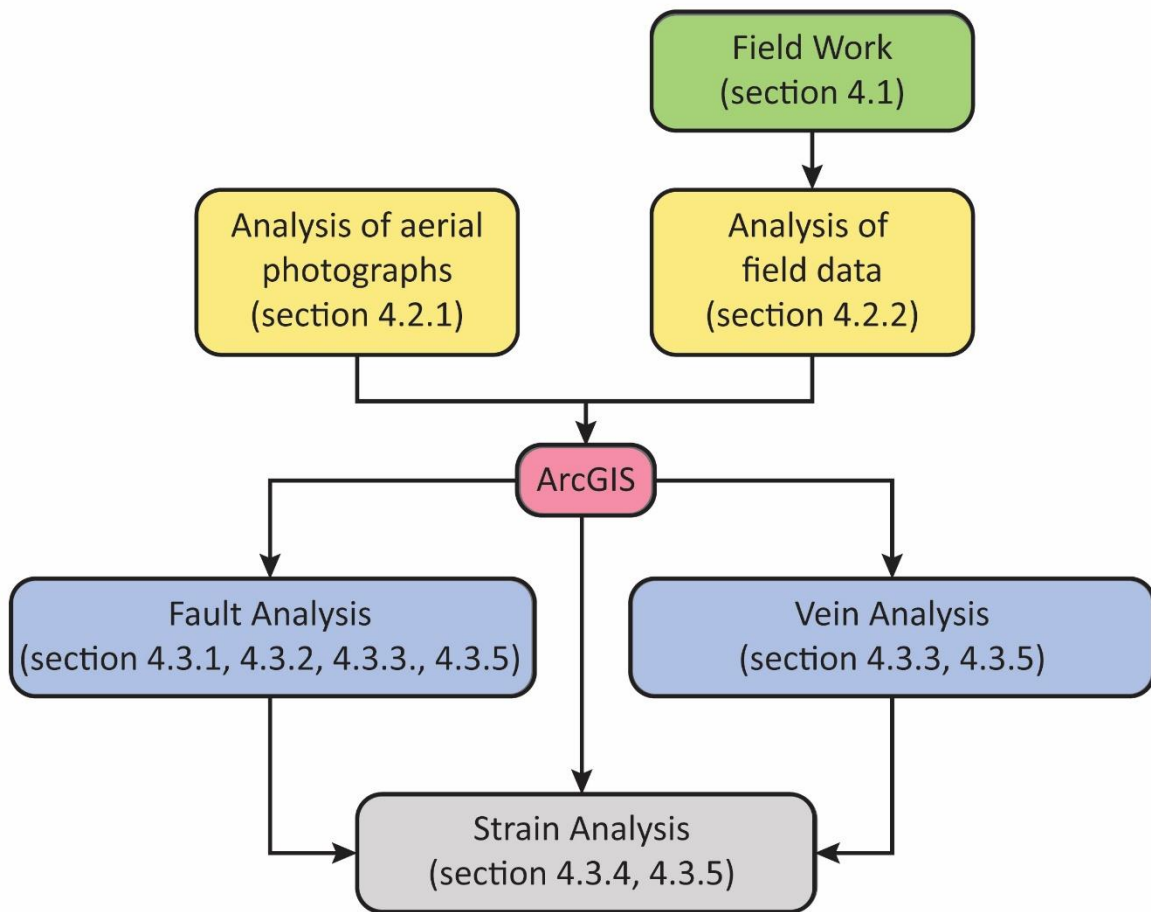 Field Work
(section 4.1)
Analysis of aerial
photographs
(section 4.2.1)
Analysis of
field data
(section 4.2.2)
ArcGIS
Fault Analysis
(section 4.3.1, 4.3.2, 4.3.3., 4.3.5)
Vein Analysis
(section 4.3.3, 4.3.5)
Strain Analysis
(section 4.3.4, 4.3.5)